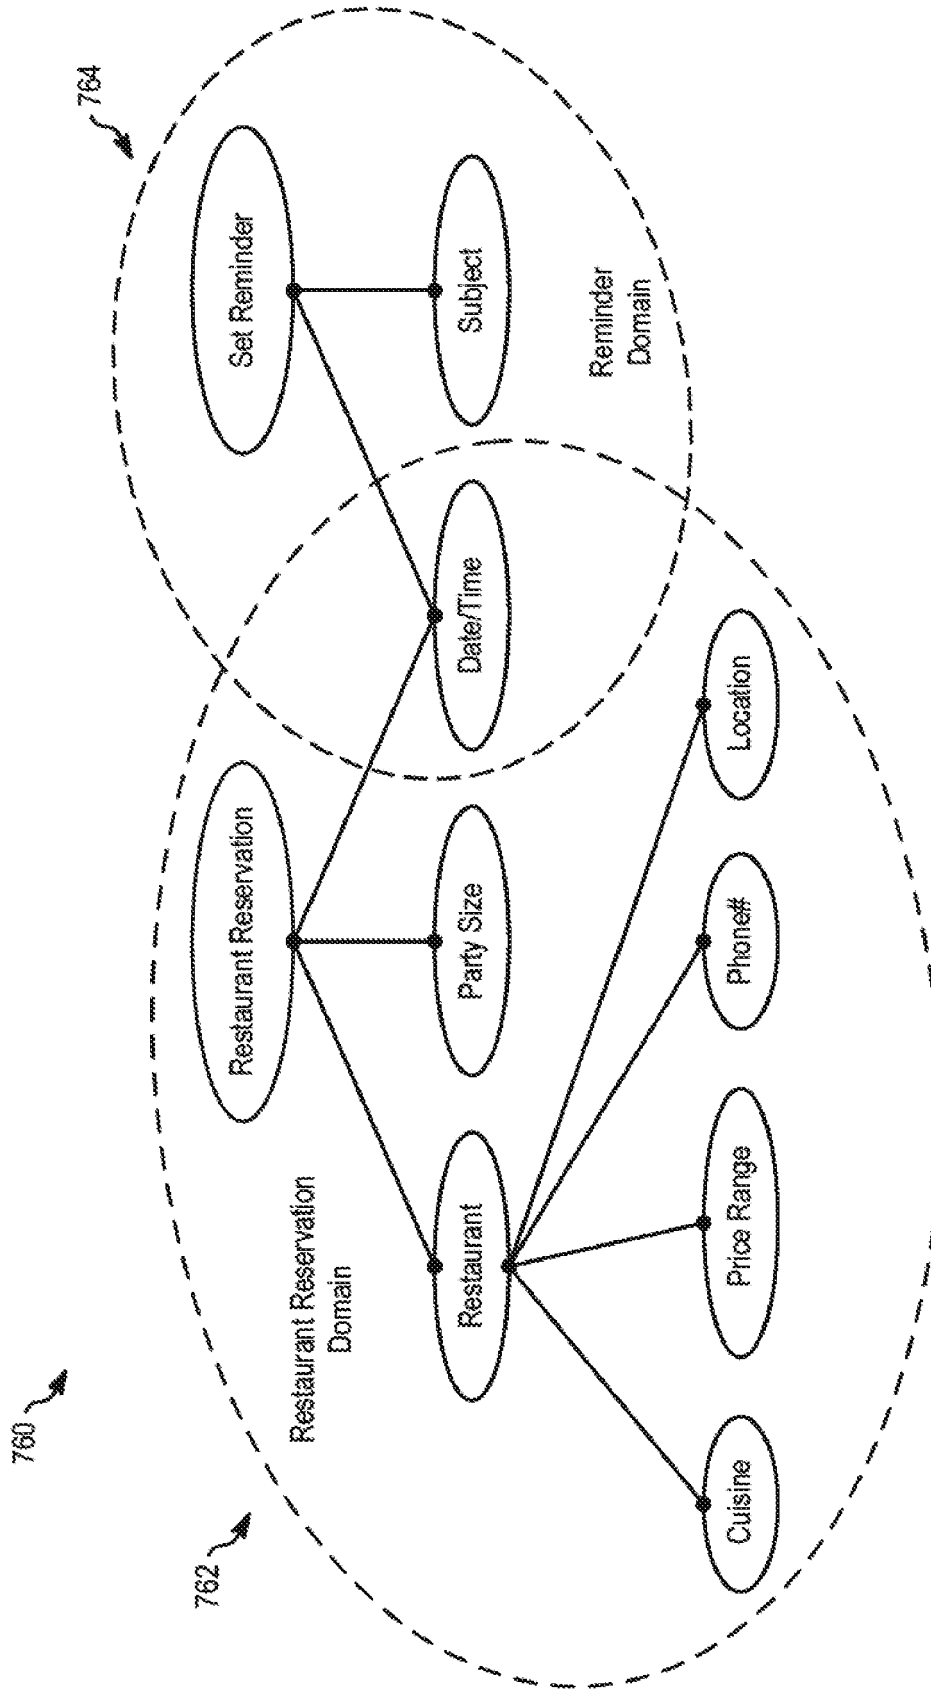 760
762
764
Restaurant Reservation
Domain
Restaurant Reservation
Set Reminder
Restaurant
Party Size
Date/Time
Subject
Reminder
Domain
Cuisine
Price Range
Phone#
Location